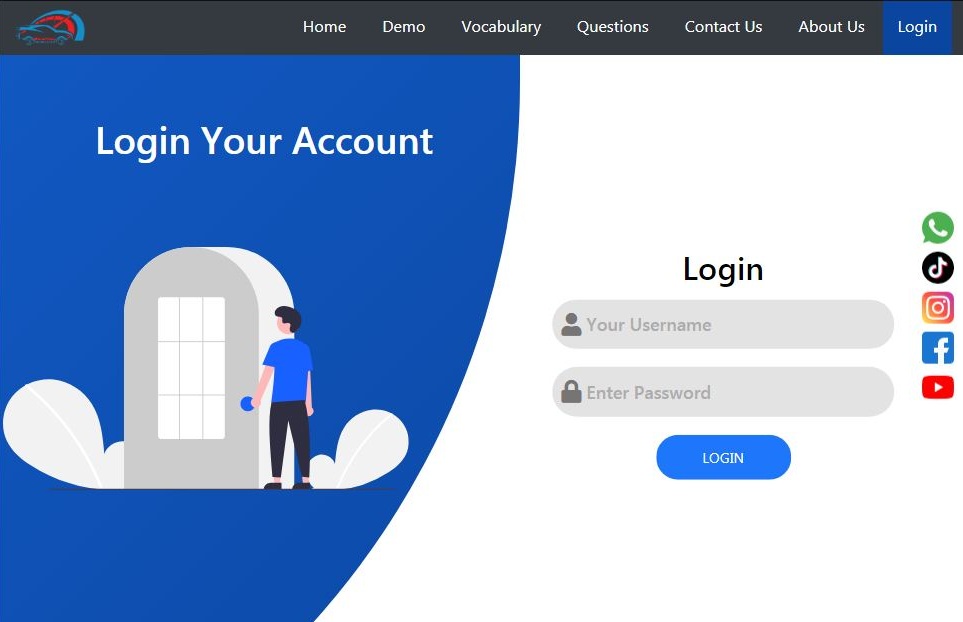 Home Demo Vocabulary Questions Contact Us About Us Login
Login Your Account
Login
Your Username
Enter Password
LOGIN